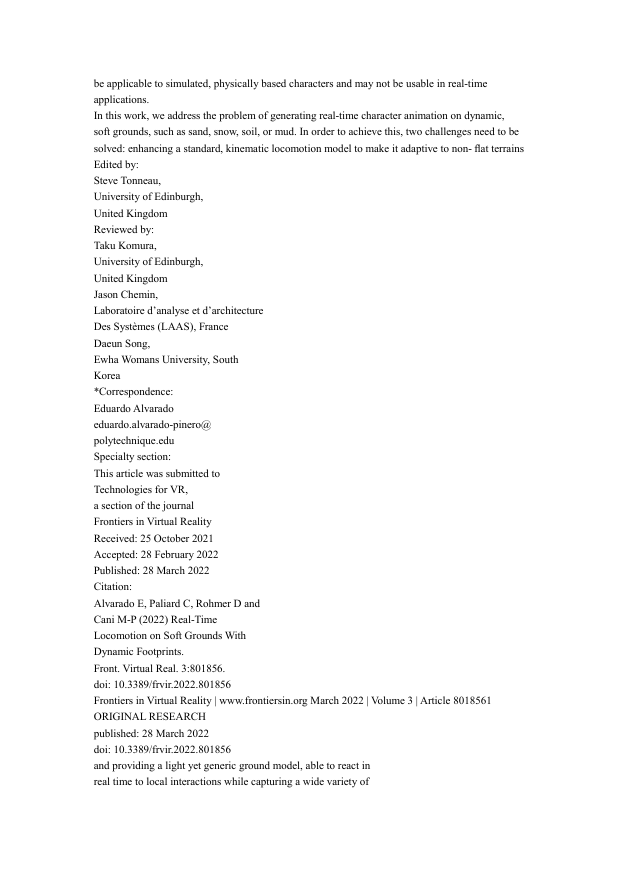 be applicable to simulated, physically based characters and may not be usable in real-time
applications.
In this work, we address the problem of generating real-time character animation on dynamic,
soft grounds, such as sand, snow, soil, or mud. In order to achieve this, two challenges need to be
solved: enhancing a standard, kinematic locomotion model to make it adaptive to non- flat terrains
Edited by:
Steve Tonneau,
University of Edinburgh,
United Kingdom
Reviewed by:
Taku Komura,
University of Edinburgh,
United Kingdom
Jason Chemin,
Laboratoire d’analyse et d’architecture
Des Systèmes (LAAS), France
Daeun Song,
Ewha Womans University, South
Korea
*Correspondence:
Eduardo Alvarado
eduardo.alvarado-pinero@
polytechnique.edu
Specialty section:
This article was submitted to
Technologies for VR,
a section of the journal
Frontiers in Virtual Reality
Received: 25 October 2021
Accepted: 28 February 2022
Published: 28 March 2022
Citation:
Alvarado E, Paliard C, Rohmer D and
Cani M-P (2022) Real-Time
Locomotion on Soft Grounds With
Dynamic Footprints.
Front. Virtual Real. 3:801856.
doi: 10.3389/frvir.2022.801856
Frontiers in Virtual Reality | www.frontiersin.org March 2022 | Volume 3 | Article 8018561
ORIGINAL RESEARCH
published: 28 March 2022
doi: 10.3389/frvir.2022.801856
and providing a light yet generic ground model, able to react in
real time to local interactions while capturing a wide variety of